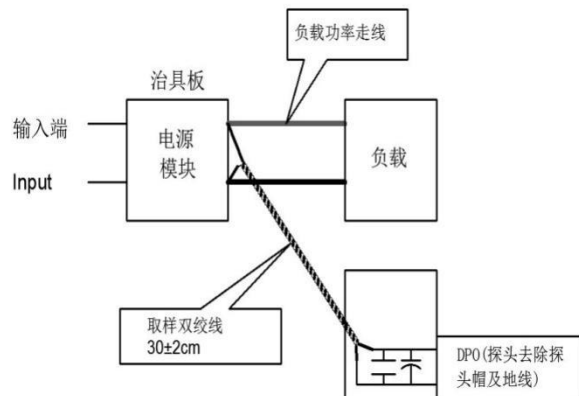 负载功率走线
治具板
输入端
电源
模块
负载
Input
取样双绞线
30±2cm
DPO(探头去除探
头帽及地线)